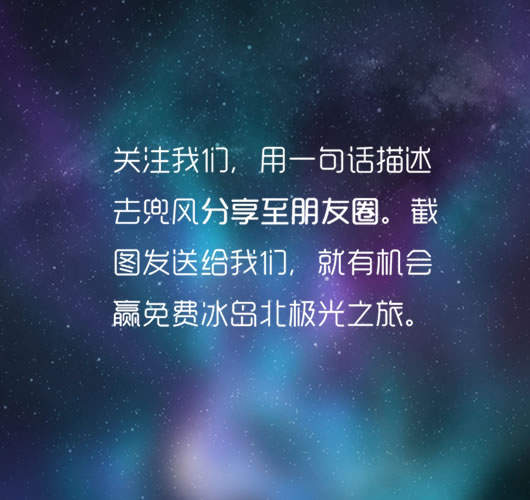 关注我们，用一句话描述
去兜风分享至朋友圈。截
图发送给我们，就有机会
赢免费冰岛北极光之旅。